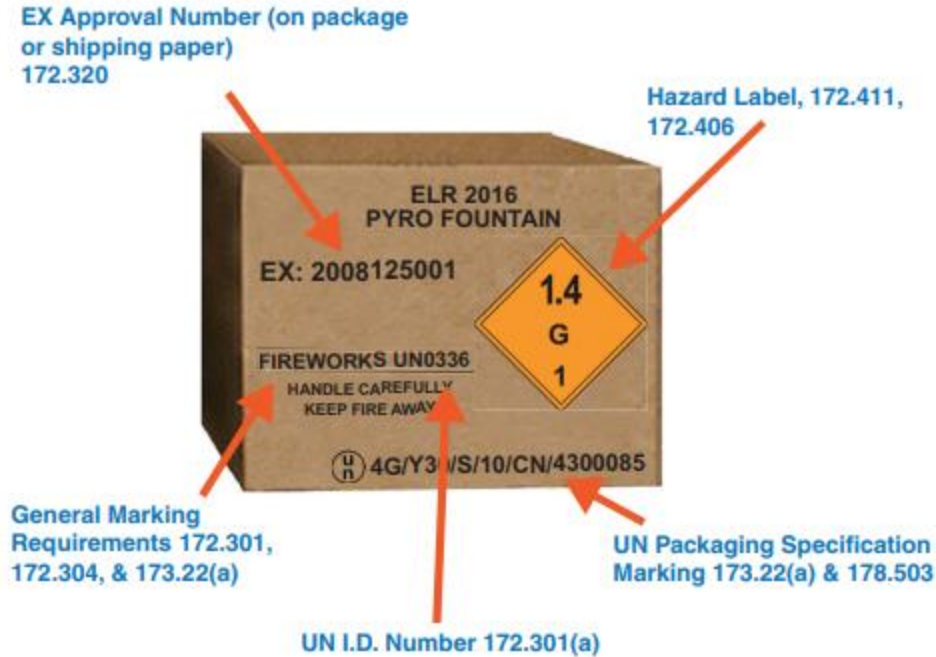 EX Approval Number (on package
or shipping paper)
172.320
Hazard Label, 172.411,
172.406
ELR 2016
PYRO FOUNTAIN
EX: 2008125001
1.4
G
1
FIREWORKS UN0336
HANDLE CAREFULLY
KEEP FIRE AWAY
u
n
4G/Y30/S/10/CN/4300085
General Marking
Requirements 172.301,
172.304, & 173.22(a)
UN Packaging Specification
Marking 173.22(a) & 178.503
UN I.D. Number 172.301(a)